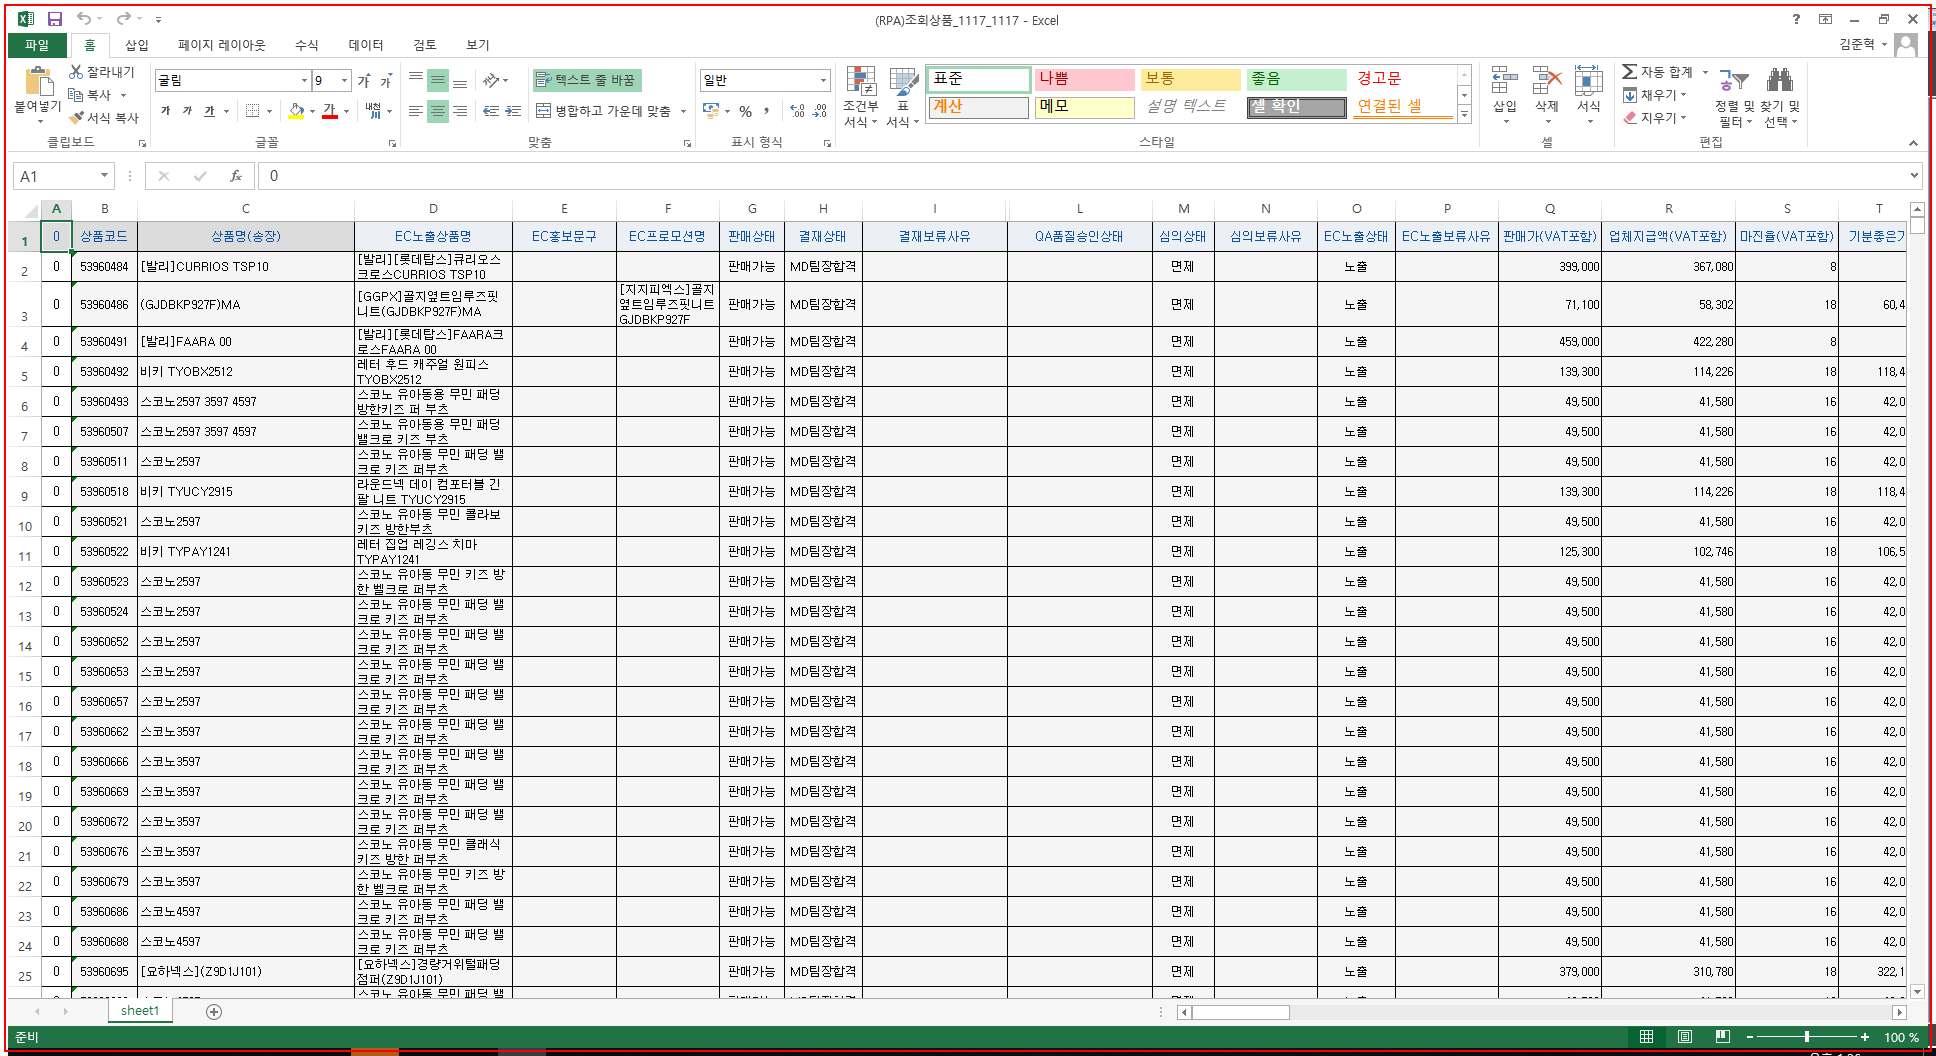 (RPA)조회상품_1117_1117 - Excel
파일 홈 삽입 페이지 레이아웃 수식 데이터 검토 보기 김준혁
붙여넣기 잘라내기 복사 서식 복사 클립보드
굴림 9 가 가 가 가 가 가 내천 글꼴
텍스트 줄 바꿈 병합하고 가운데 맞춤 맞춤
일반 % 표시 형식
조건부 서식 표 서식
표준 나쁨 보통 좋음 경고문
계산 메모 설명 텍스트 셀 확인 연결된 셀
스타일
삽입 삭제 서식 셀
자동 합계 채우기 지우기 정렬 및 필터 찾기 및 선택 편집
A1 fx 0
A B C D E F G H I L M N O P Q R S T
1 0 상품코드 상품명(송장) EC노출상품명 EC홍보문구 EC프로모션명 판매상태 결재상태 결재보류사유 QA품질승인상태 심의상태 심의보류사유 EC노출상태 EC노출보류사유 판매가(VAT포함) 업체지급액(VAT포함) 마진율(VAT포함) 기분좋은가
2 0 53960484 [발리]CURRIOS TSP10 [발리][롯데탑스]큐리오스크로스CURRIOS TSP10 판매가능 MD팀장합격 면제 노출 399,000 367,080 8
3 0 53960486 (GJDBKP927F)MA [GGPX]골지옆트임루즈핏니트(GJDBKP927F)MA [지지피엑스]골지옆트임루즈핏니트GJDBKP927F 판매가능 MD팀장합격 면제 노출 71,100 58,302 18 60,4
4 0 53960491 [발리]FAARA 00 [발리][롯데탑스]FAARA크로스FAARA 00 판매가능 MD팀장합격 면제 노출 459,000 422,280 8
5 0 53960492 비키 TYOBX2512 레터 후드 캐주얼 원피스 TYOBX2512 판매가능 MD팀장합격 면제 노출 139,300 114,226 18 118,4
6 0 53960493 스코노2597 3597 4597 스코노 유아동용 무민 패딩 방한키즈 퍼 부츠 판매가능 MD팀장합격 면제 노출 49,500 41,580 16 42,0
7 0 53960507 스코노2597 3597 4597 스코노 유아동용 무민 패딩 밸크로 키즈 부츠 판매가능 MD팀장합격 면제 노출 49,500 41,580 16 42,0
8 0 53960511 스코노2597 스코노 유아동 무민 패딩 밸크로 키즈 퍼부츠 판매가능 MD팀장합격 면제 노출 49,500 41,580 16 42,0
9 0 53960518 비키 TYUCY2915 라운드넥 데이 컴포터블 긴팔 니트 TYUCY2915 판매가능 MD팀장합격 면제 노출 139,300 114,226 18 118,4
10 0 53960521 스코노2597 스코노 유아동 무민 콜라보 키즈 방한부츠 판매가능 MD팀장합격 면제 노출 49,500 41,580 16 42,0
11 0 53960522 비키 TYPAY1241 레터 집업 레깅스 치마 TYPAY1241 판매가능 MD팀장합격 면제 노출 125,300 102,746 18 106,5
12 0 53960523 스코노2597 스코노 유아동 무민 키즈 방한 벨크로 퍼부츠 판매가능 MD팀장합격 면제 노출 49,500 41,580 16 42,0
13 0 53960524 스코노2597 스코노 유아동 무민 패딩 밸크로 키즈 퍼부츠 판매가능 MD팀장합격 면제 노출 49,500 41,580 16 42,0
14 0 53960652 스코노2597 스코노 유아동 무민 패딩 밸크로 키즈 퍼부츠 판매가능 MD팀장합격 면제 노출 49,500 41,580 16 42,0
15 0 53960653 스코노2597 스코노 유아동 무민 패딩 밸크로 키즈 퍼부츠 판매가능 MD팀장합격 면제 노출 49,500 41,580 16 42,0
16 0 53960657 스코노2597 스코노 유아동 무민 패딩 밸크로 키즈 퍼부츠 판매가능 MD팀장합격 면제 노출 49,500 41,580 16 42,0
17 0 53960662 스코노3597 스코노 유아동 무민 패딩 밸크로 키즈 퍼부츠 판매가능 MD팀장합격 면제 노출 49,500 41,580 16 42,0
18 0 53960666 스코노3597 스코노 유아동 무민 패딩 밸크로 키즈 퍼부츠 판매가능 MD팀장합격 면제 노출 49,500 41,580 16 42,0
19 0 53960669 스코노3597 스코노 유아동 무민 패딩 밸크로 키즈 퍼부츠 판매가능 MD팀장합격 면제 노출 49,500 41,580 16 42,0
20 0 53960672 스코노3597 스코노 유아동 무민 패딩 밸크로 키즈 퍼부츠 판매가능 MD팀장합격 면제 노출 49,500 41,580 16 42,0
21 0 53960676 스코노3597 스코노 유아동 무민 클래식 키즈 방한 퍼부츠 판매가능 MD팀장합격 면제 노출 49,500 41,580 16 42,0
22 0 53960679 스코노3597 스코노 유아동 무민 키즈 방한 벨크로 퍼부츠 판매가능 MD팀장합격 면제 노출 49,500 41,580 16 42,0
23 0 53960686 스코노4597 스코노 유아동 무민 패딩 밸크로 키즈 퍼부츠 판매가능 MD팀장합격 면제 노출 49,500 41,580 16 42,0
24 0 53960688 스코노4597 스코노 유아동 무민 패딩 밸크로 키즈 퍼부츠 판매가능 MD팀장합격 면제 노출 49,500 41,580 16 42,0
25 0 53960695 [요하넥스](Z9D1J101) [요하넥스]경량거위털패딩점퍼(Z9D1J101) 판매가능 MD팀장합격 면제 노출 379,000 310,780 18 322,1
스코노 유아동 무민 패딩 밸
sheet1
준비 100 %